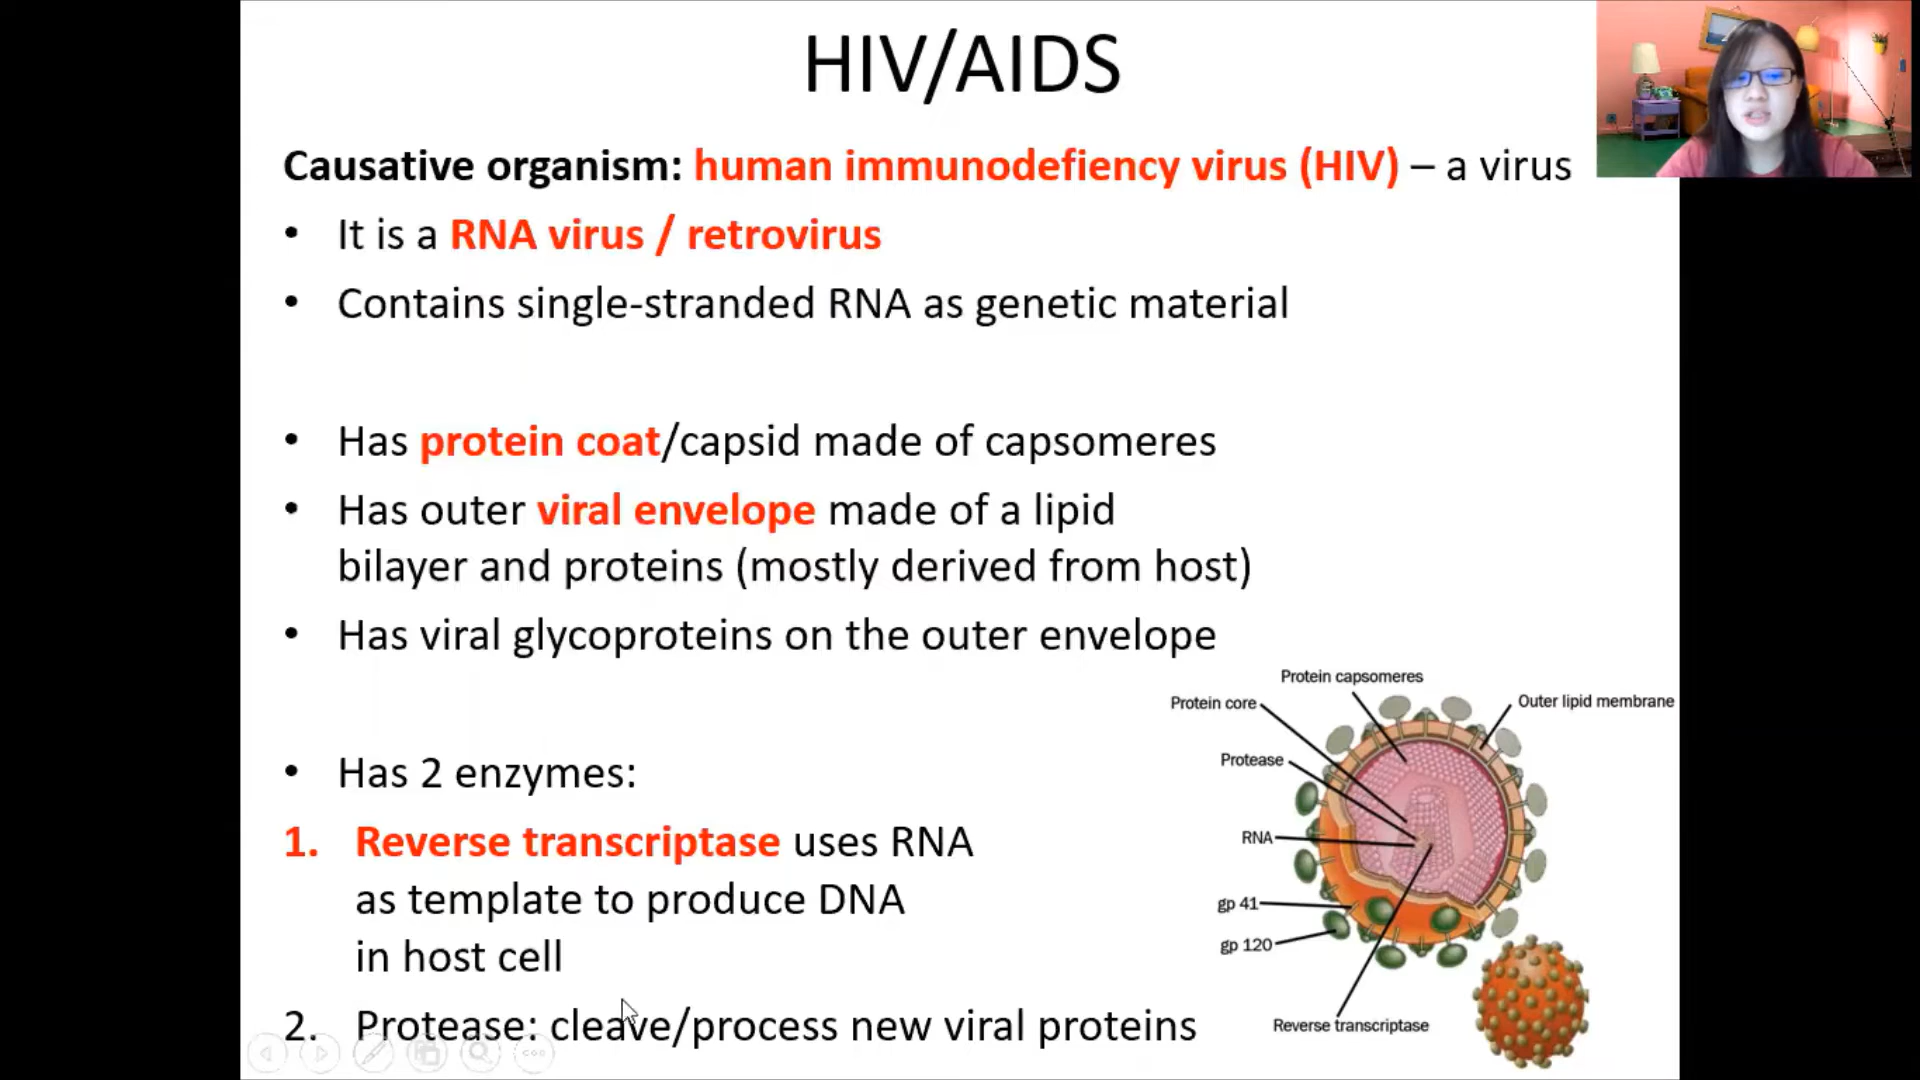 HIV/AIDS
Causative organism: human immunodefiency virus (HIV) – a virus
• It is a RNA virus / retrovirus
• Contains single-stranded RNA as genetic material
• Has protein coat/capsid made of capsomeres
• Has outer viral envelope made of a lipid
bilayer and proteins (mostly derived from host)
• Has viral glycoproteins on the outer envelope
• Has 2 enzymes:
1. Reverse transcriptase uses RNA
as template to produce DNA
in host cell
2. Protease: cleave/process new viral proteins
Protein capsomeres
Protein core
Outer lipid membrane
Protease
RNA
gp 41
gp 120
Reverse transcriptase